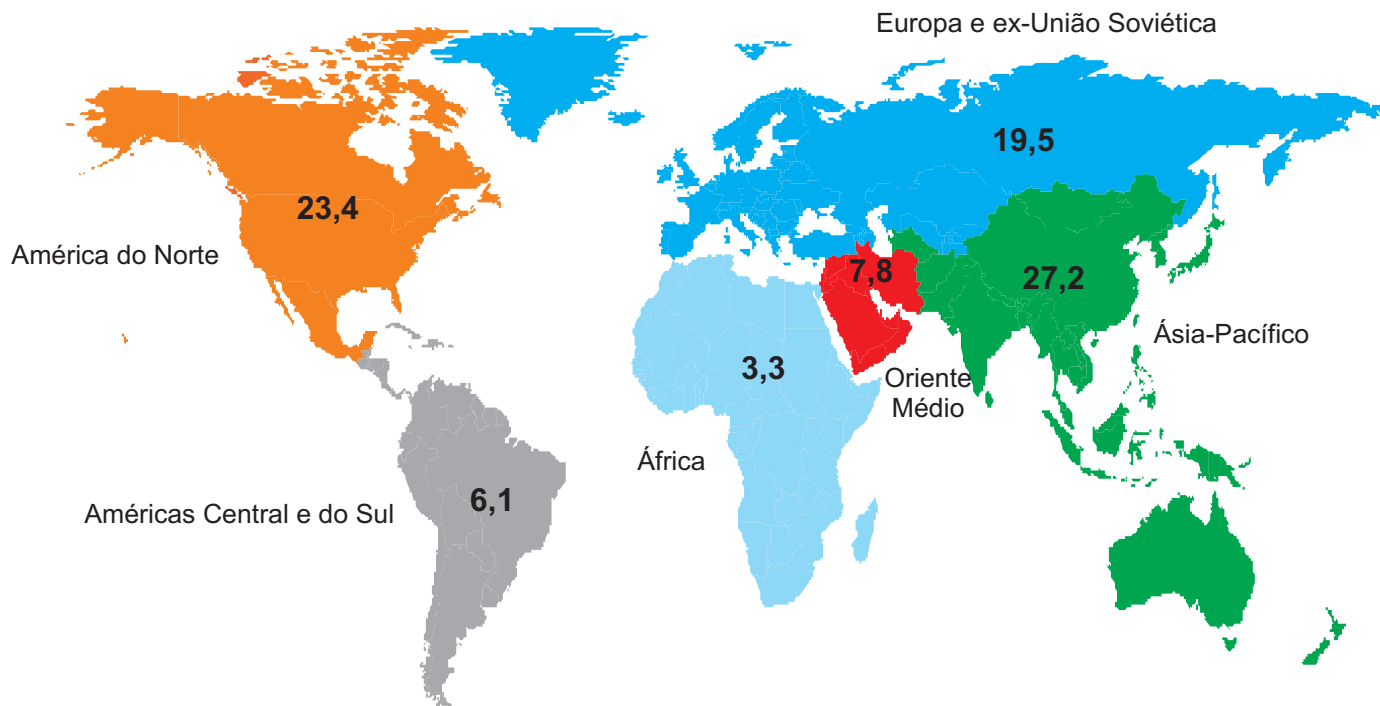 Europa e ex-União Soviética
19,5
23,4
América do Norte
7,8
27,2
Ásia-Pacífico
3,3
Oriente
Médio
África
6,1
Américas Central e do Sul